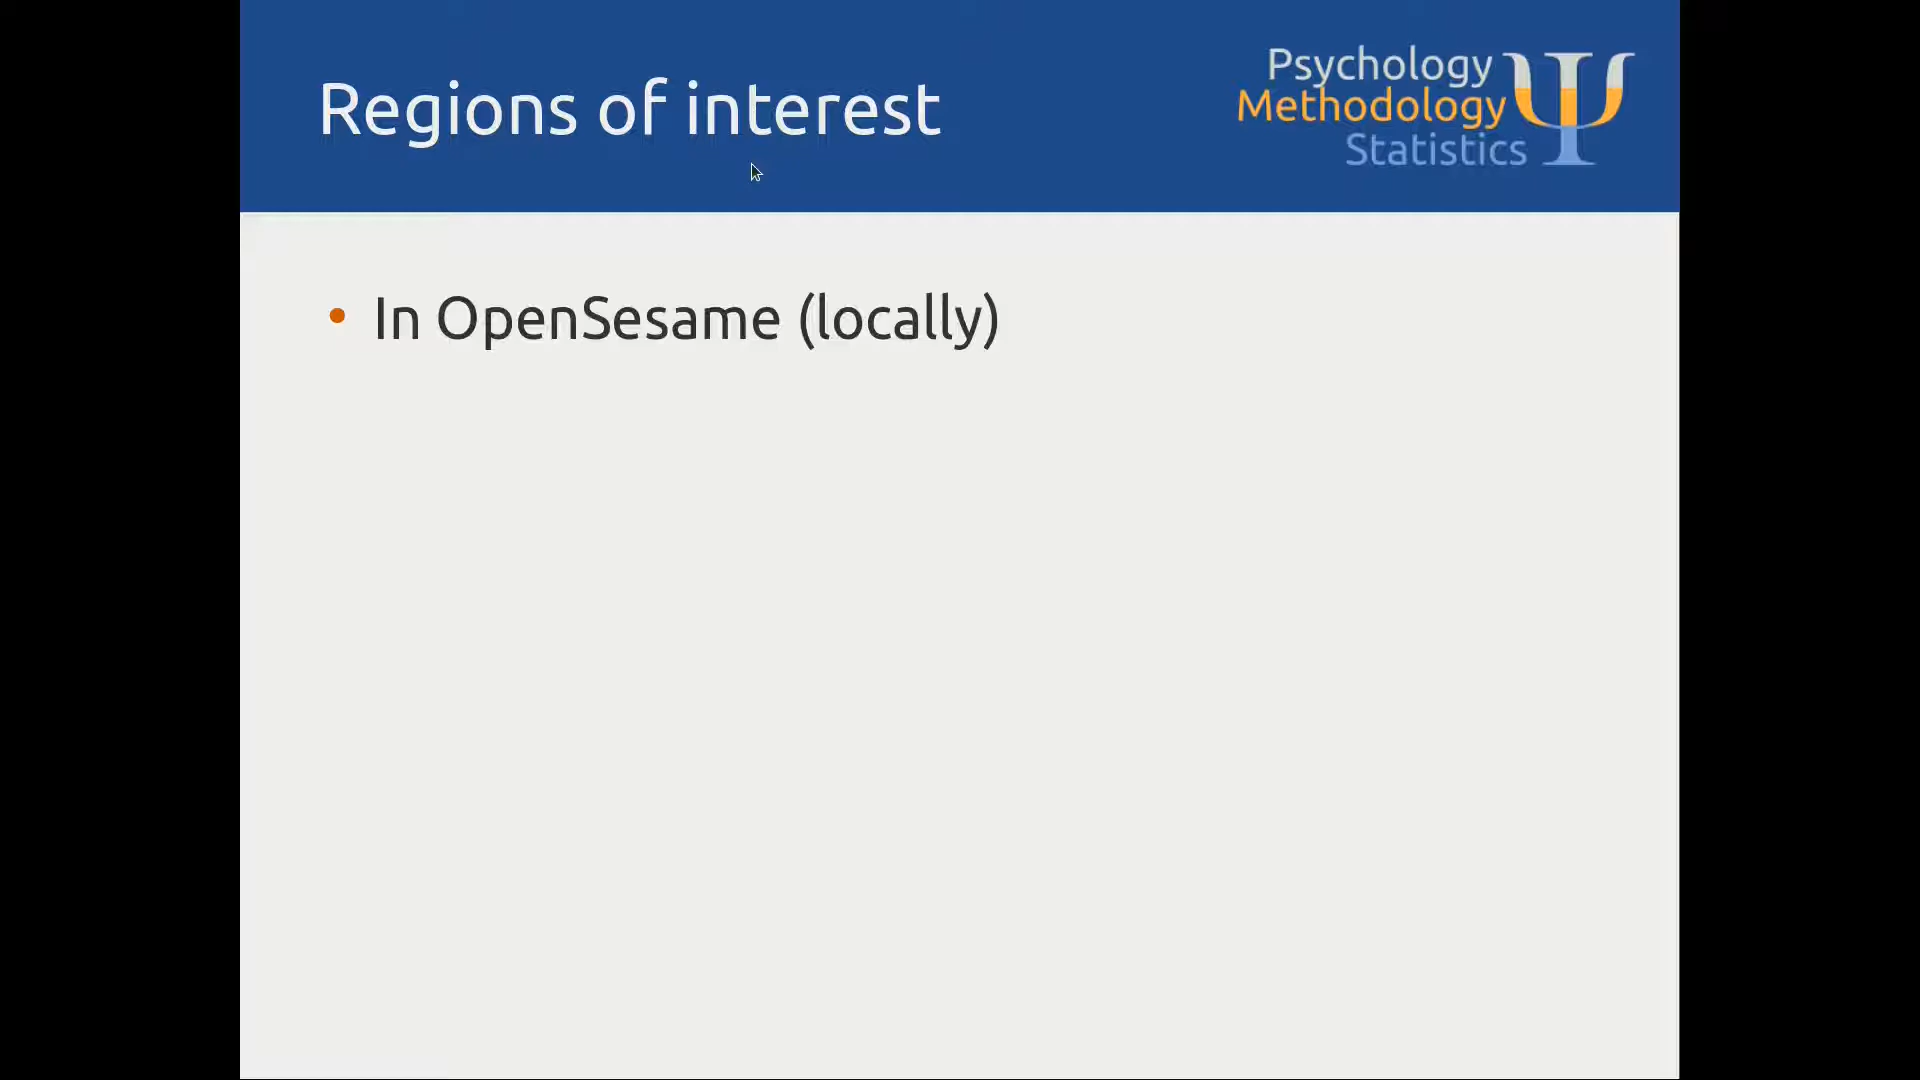 Regions of interest
Psychology
Methodology
Statistics
• In OpenSesame (locally)